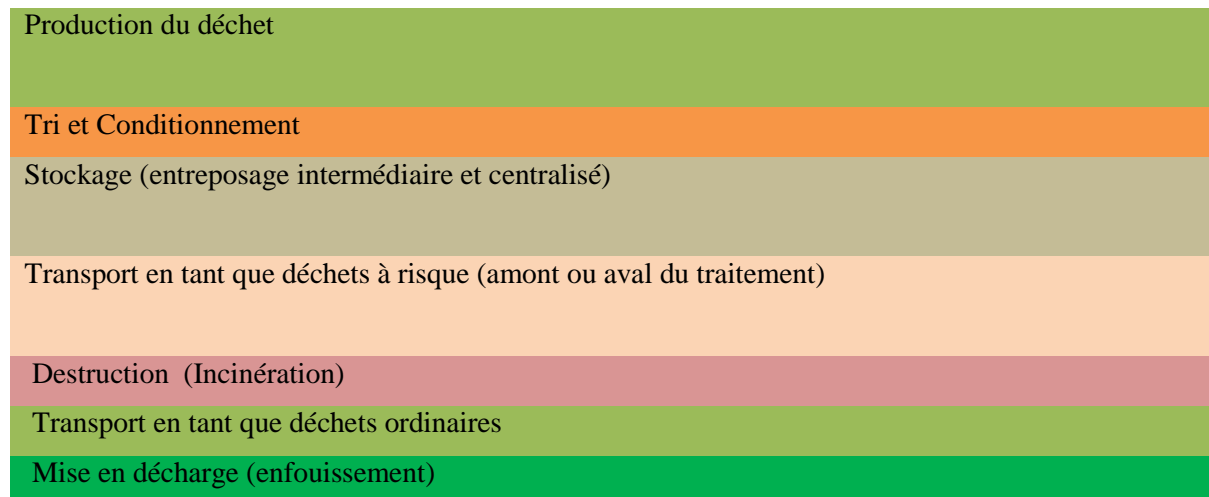 Production du déchet
Tri et Conditionnement
Stockage (entreposage intermédiaire et centralisé)
Transport en tant que déchets à risque (amont ou aval du traitement)
Destruction (Incinération)
Transport en tant que déchets ordinaires
Mise en décharge (enfouissement)